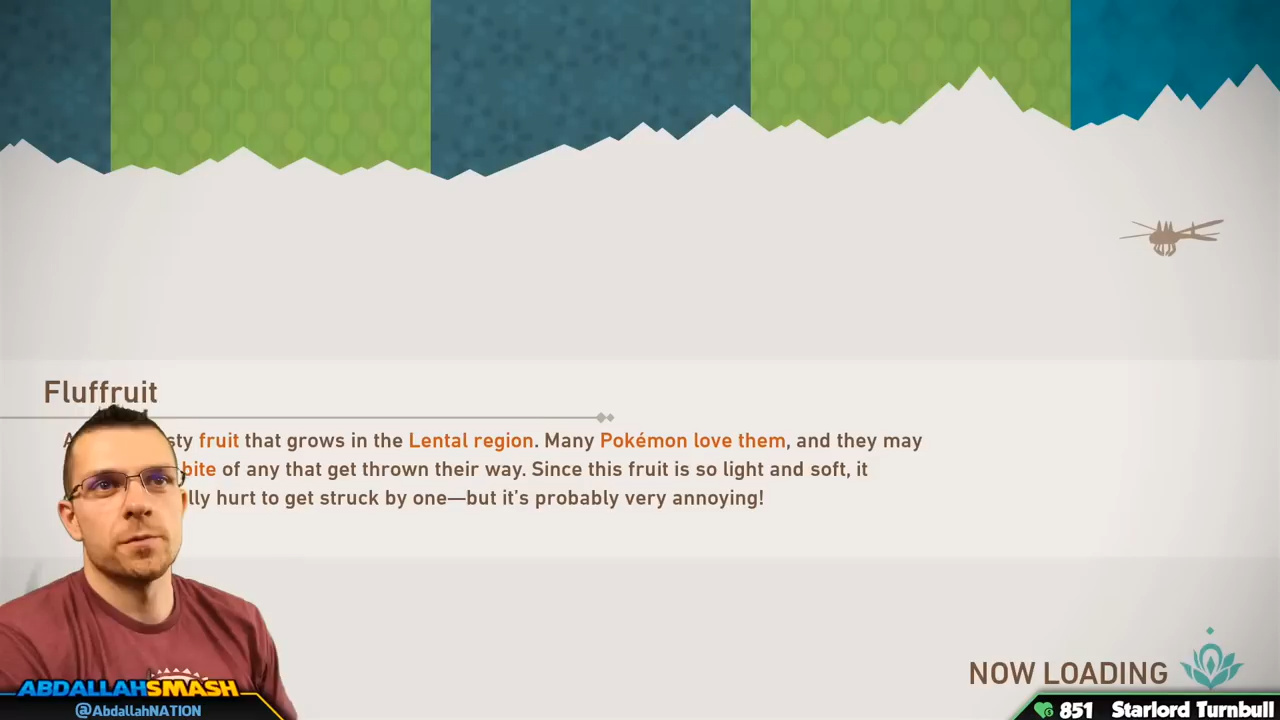 Fluffruit
sty fruit that grows in the Lental region. Many Pokémon love them, and they may
bite of any that get thrown their way. Since this fruit is so light and soft, it
lly hurt to get struck by one—but it's probably very annoying!
NOW LOADING
ABDALLAHSMASH
@AbdallahNATION
851 Starlord Turnbull